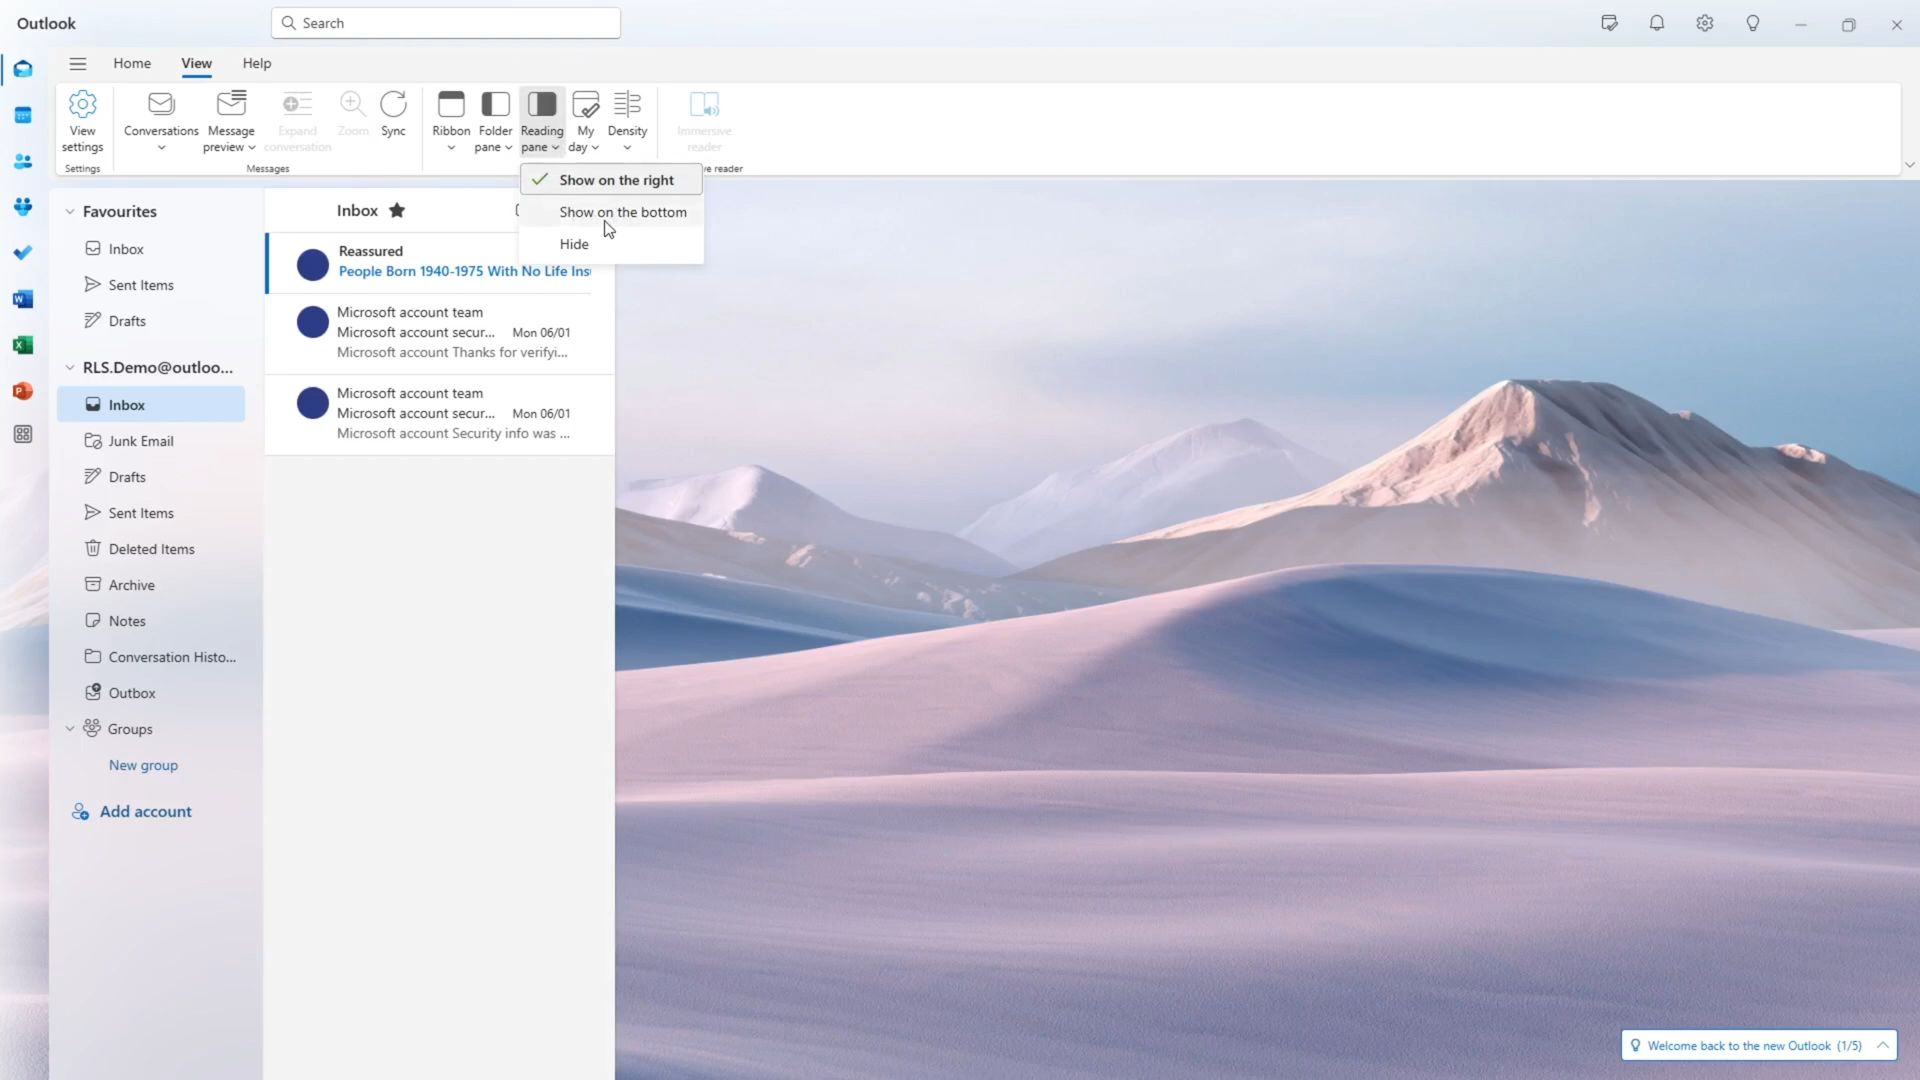 Outlook
Search
Home
View
Help
View
settings
Conversations
Message
preview
Expand
conversation
Zoom
Sync
Ribbon
Folder
pane
Reading
pane
My
day
Density
Immersive
reader
Settings
Messages
ve reader
Show on the right
Show on the bottom
Hide
Favourites
Inbox
Sent Items
Drafts
RLS.Demo@outloo...
Inbox
Junk Email
Drafts
Sent Items
Deleted Items
Archive
Notes
Conversation Histo...
Outbox
Groups
New group
Add account
Inbox
Reassured
People Born 1940-1975 With No Life Ins
Microsoft account team
Microsoft account secur... Mon 06/01
Microsoft account Thanks for verifyi...
Microsoft account team
Microsoft account secur... Mon 06/01
Microsoft account Security info was ...
Welcome back to the new Outlook (1/5)